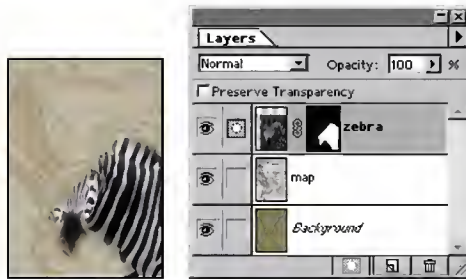 Layers
Normal Opacity: 100 %
Preserve Transparency
zebra
map
Background